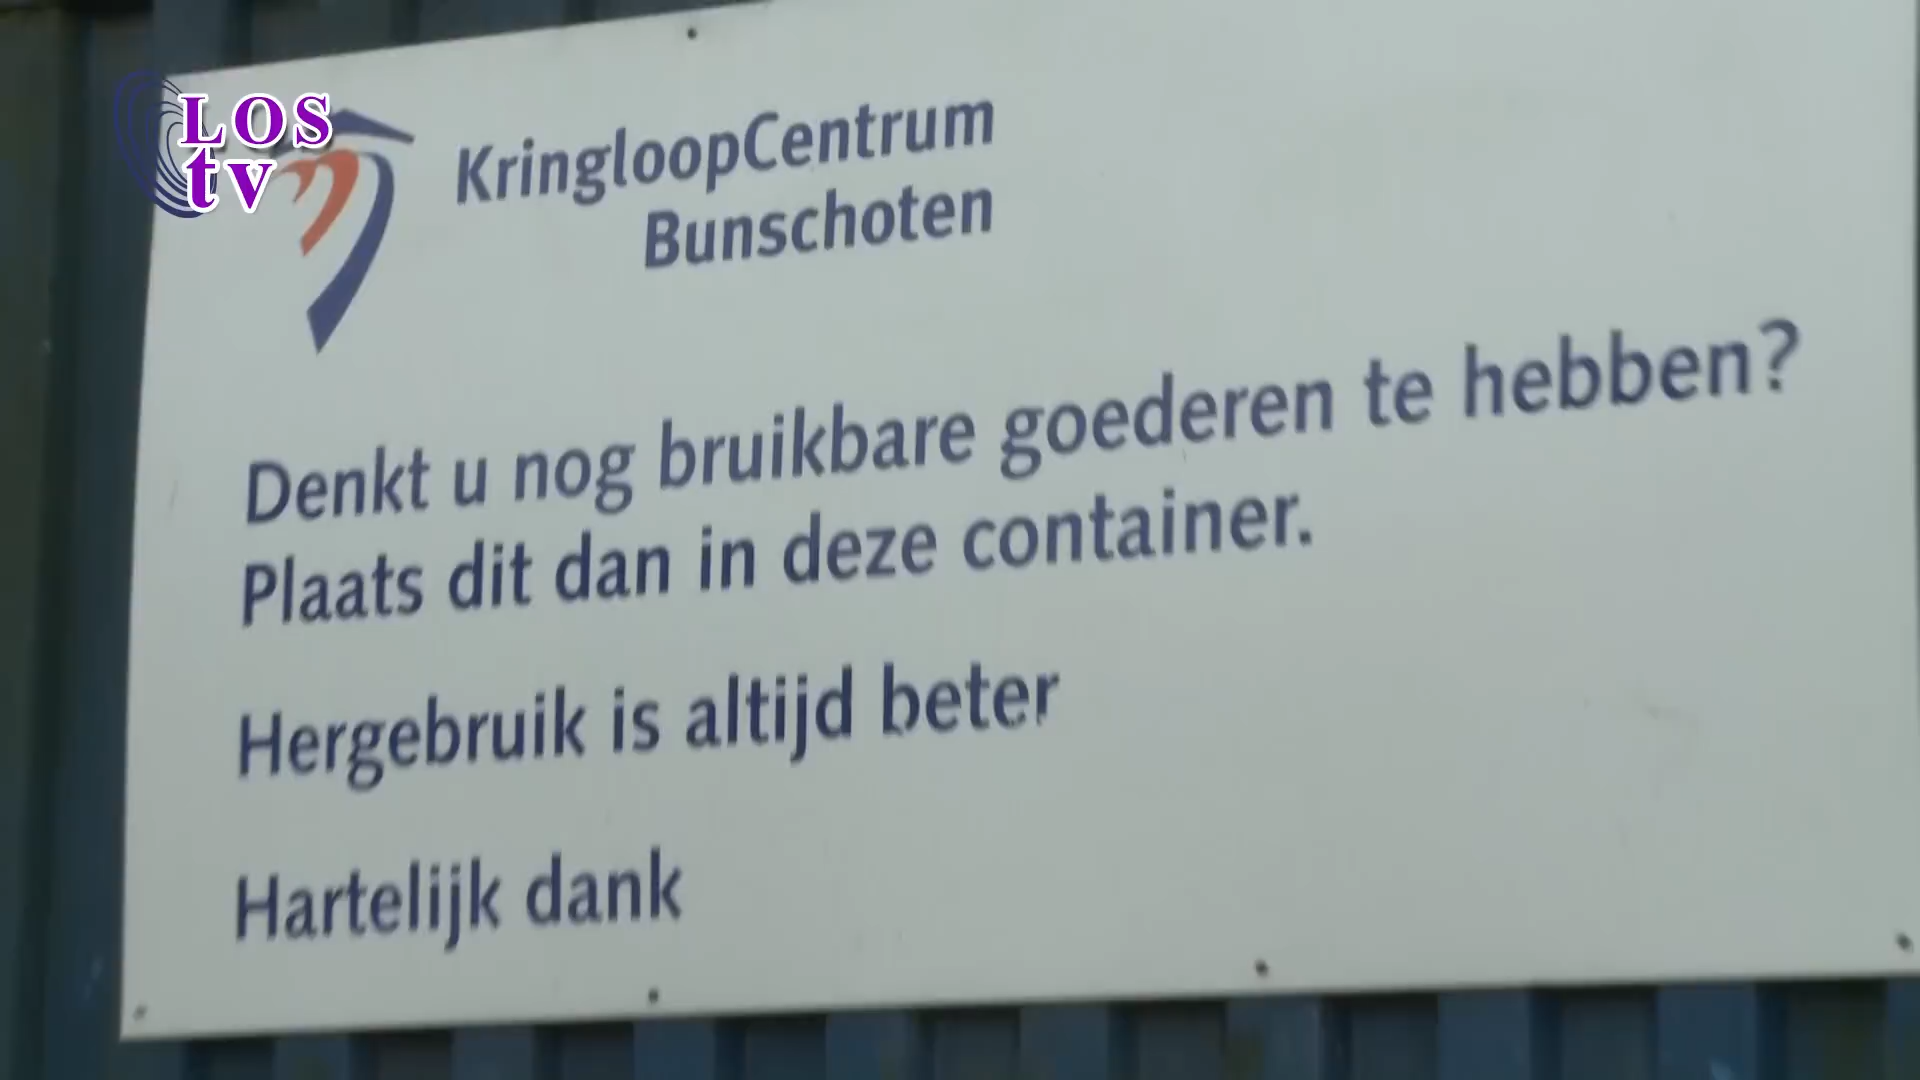 LOS
tv
KringloopCentrum
Bunschoten
Denkt u nog bruikbare goederen te hebben?
Plaats dit dan in deze container.
Hergebruik is altijd beter
Hartelijk dank